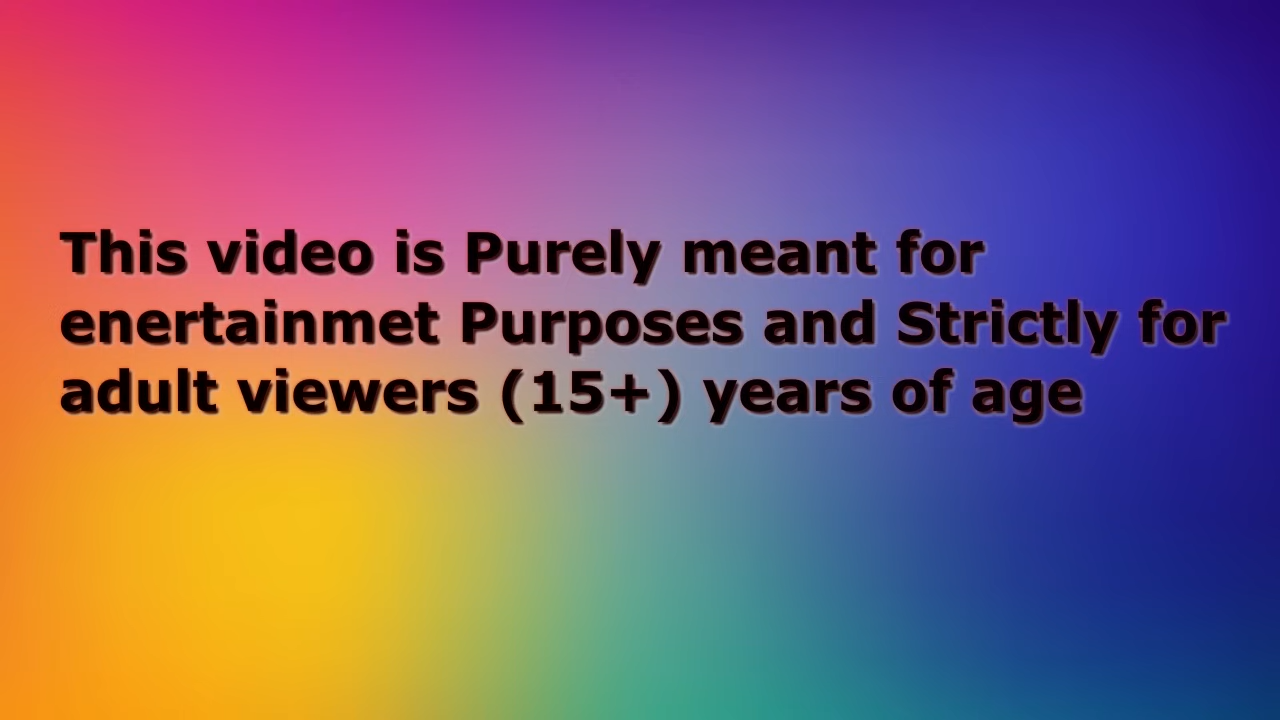 This video is Purely meant for
enertainmet Purposes and Strictly for
adult viewers (15+) years of age